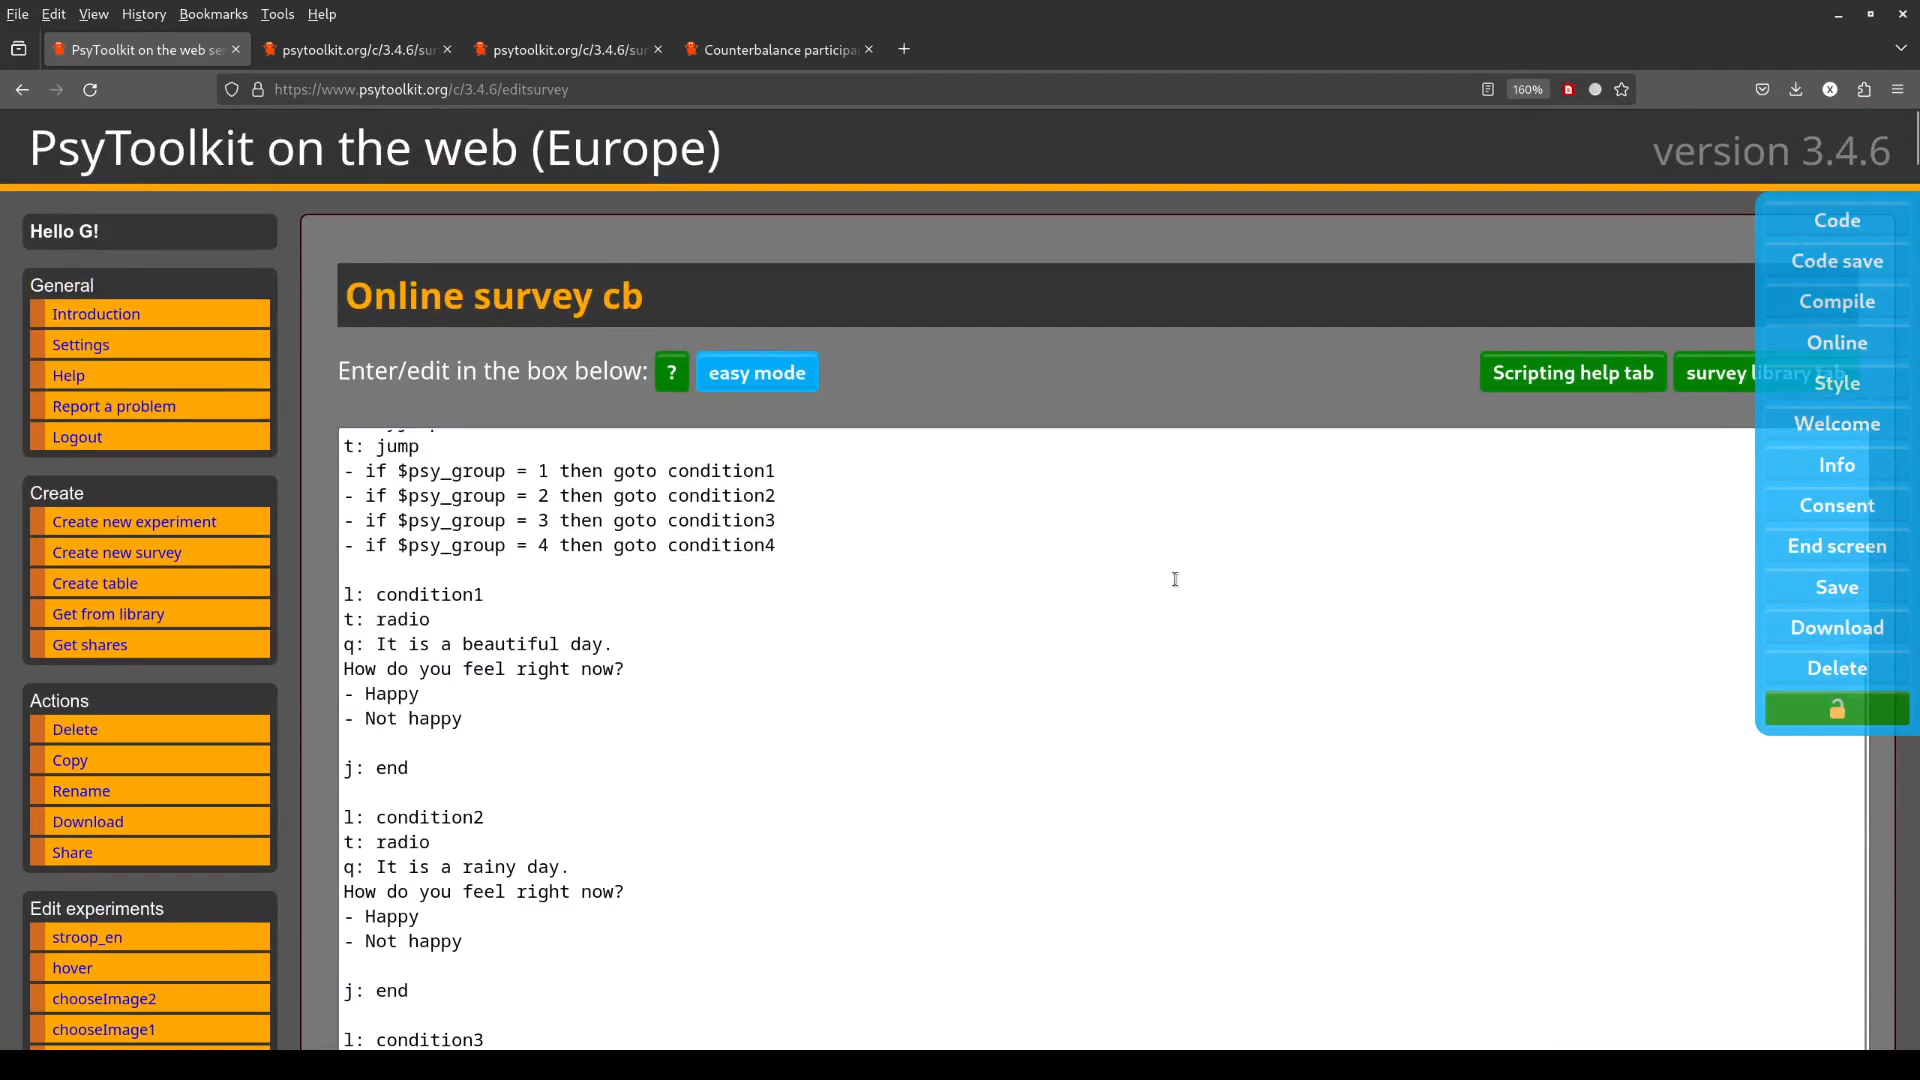 File Edit View History Bookmarks Tools Help
PsyToolkit on the web se
psytoolkit.org/c/3.4.6/sur
psytoolkit.org/c/3.4.6/sur
Counterbalance participa
https://www.psytoolkit.org/c/3.4.6/editsurvey
160%
PsyToolkit on the web (Europe)
version 3.4.6
Hello G!
General
Introduction
Settings
Help
Report a problem
Logout
Create
Create new experiment
Create new survey
Create table
Get from library
Get shares
Actions
Delete
Copy
Rename
Download
Share
Edit experiments
stroop_en
hover
chooseImage2
chooseImage1
Online survey cb
Enter/edit in the box below: ? easy mode
Scripting help tab
survey library tab
t: jump
- if $psy_group = 1 then goto condition1
- if $psy_group = 2 then goto condition2
- if $psy_group = 3 then goto condition3
- if $psy_group = 4 then goto condition4
l: condition1
t: radio
q: It is a beautiful day.
How do you feel right now?
- Happy
- Not happy
j: end
l: condition2
t: radio
q: It is a rainy day.
How do you feel right now?
- Happy
- Not happy
j: end
l: condition3
Code
Code save
Compile
Online
Style
Welcome
Info
Consent
End screen
Save
Download
Delete